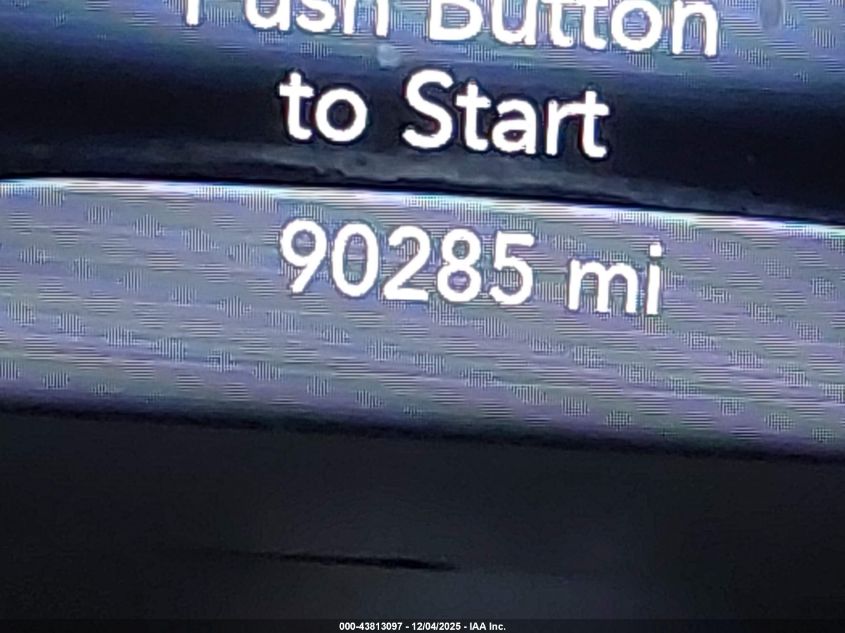 Push Button
to Start
90285 mi
000-43813097 - 12/04/2025 - IAA Inc.